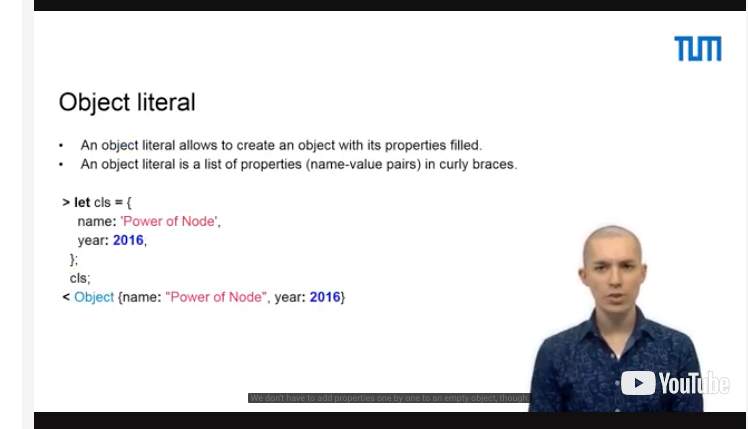 TUM
Object literal
• An object literal allows to create an object with its properties filled.
• An object literal is a list of properties (name-value pairs) in curly braces.
> let cls = {
name: 'Power of Node',
year: 2016,
};
cls;
< Object {name: "Power of Node", year: 2016}
YouTube
We don't have to add properties one by one to an empty object, though.